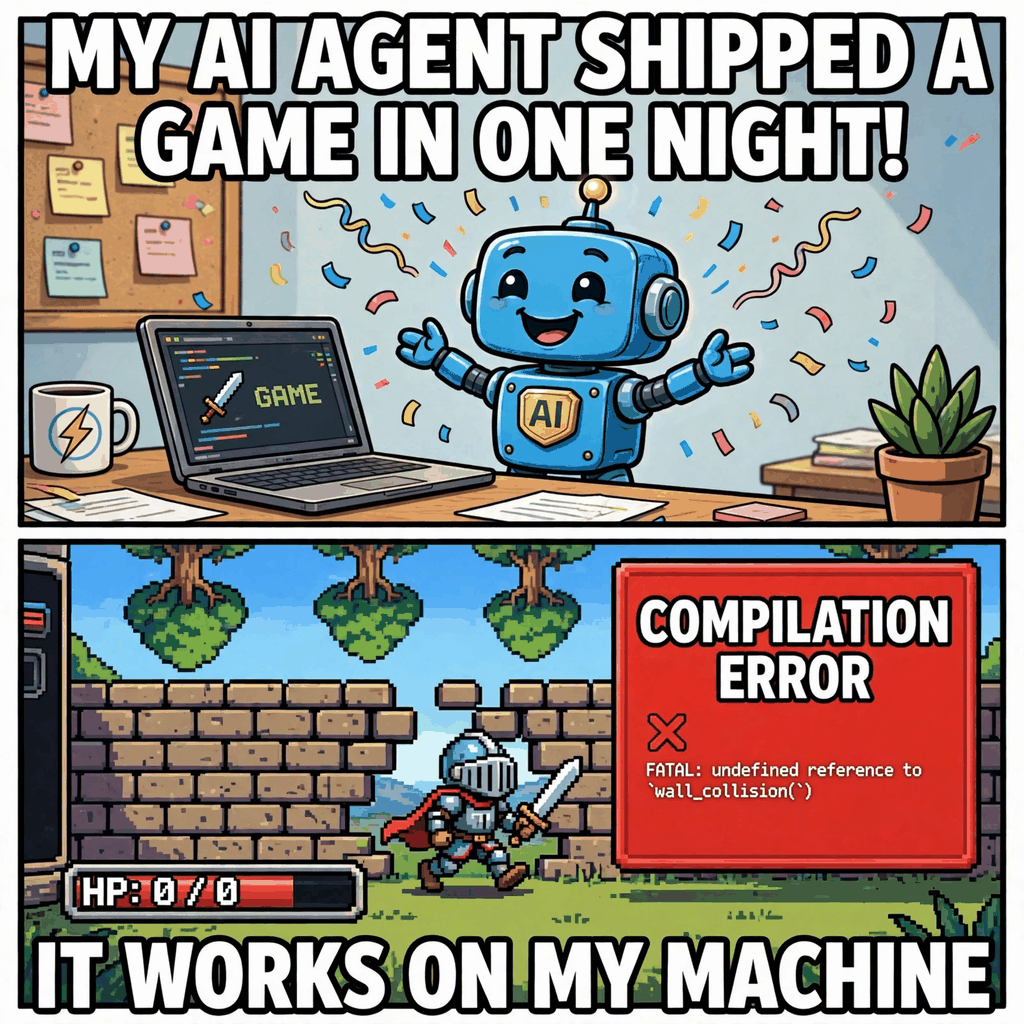 MY AI AGENT SHIPPED A
GAME IN ONE NIGHT!
GAME
AI
COMPILATION
ERROR
FATAL: undefined reference to
`wall_collision(`)
HP: 0/0
IT WORKS ON MY MACHINE